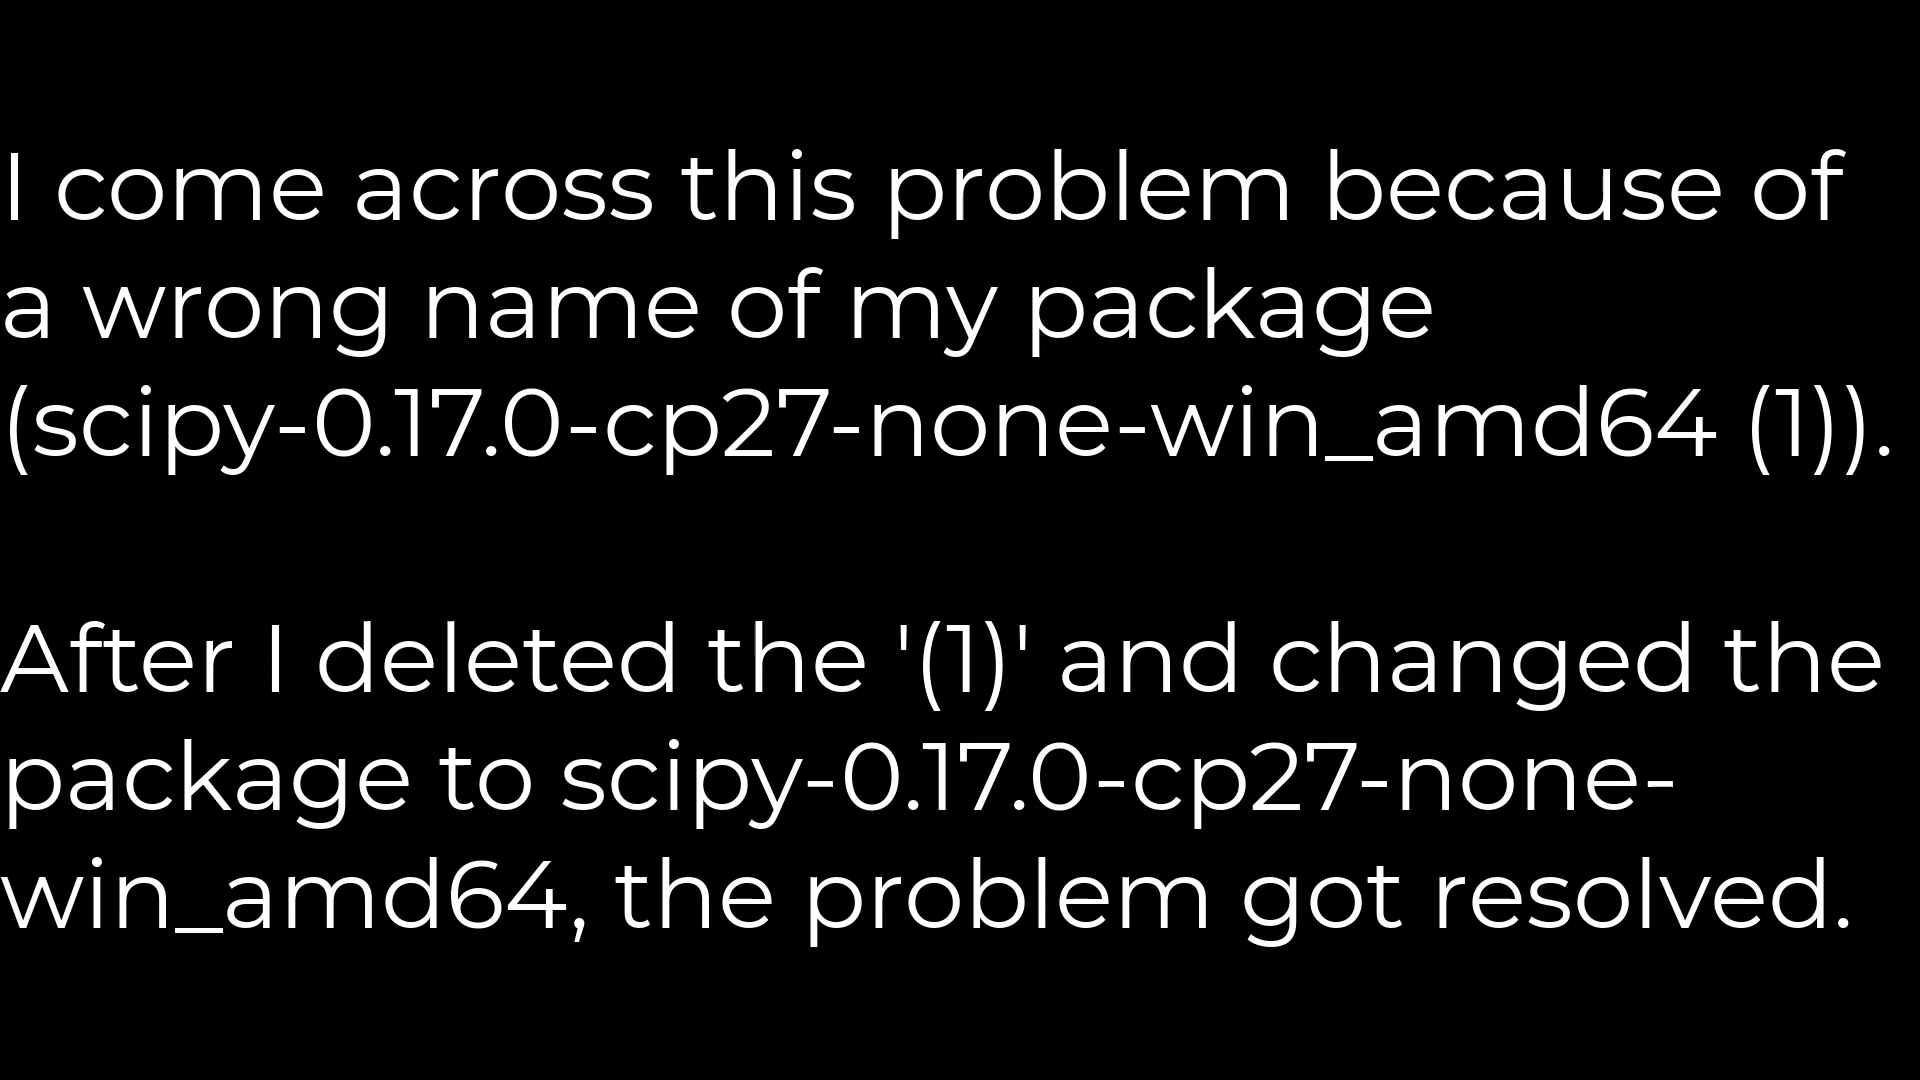 I come across this problem because of
a wrong name of my package
(scipy-0.17.0-cp27-none-win_amd64 (1)).
After I deleted the '(1)' and changed the
package to scipy-0.17.0-cp27-none-
win_amd64, the problem got resolved.